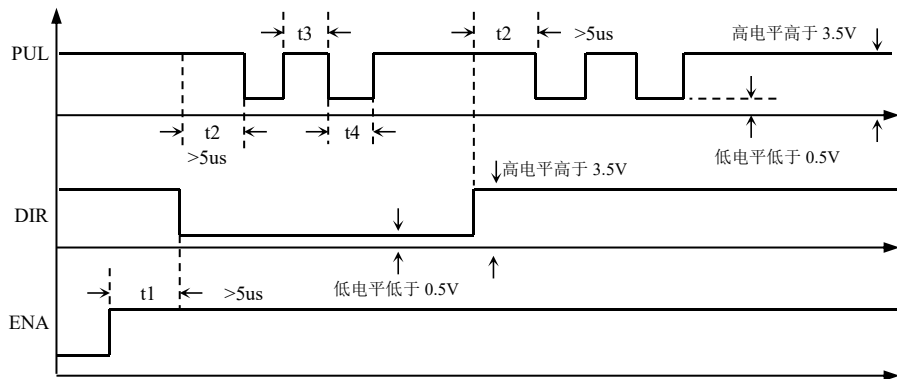 t3
t2
>5us
高电平高于 3.5V
PUL
t2
t4
>5us
低电平低于 0.5V
高电平高于 3.5V
DIR
t1
>5us
低电平低于 0.5V
ENA